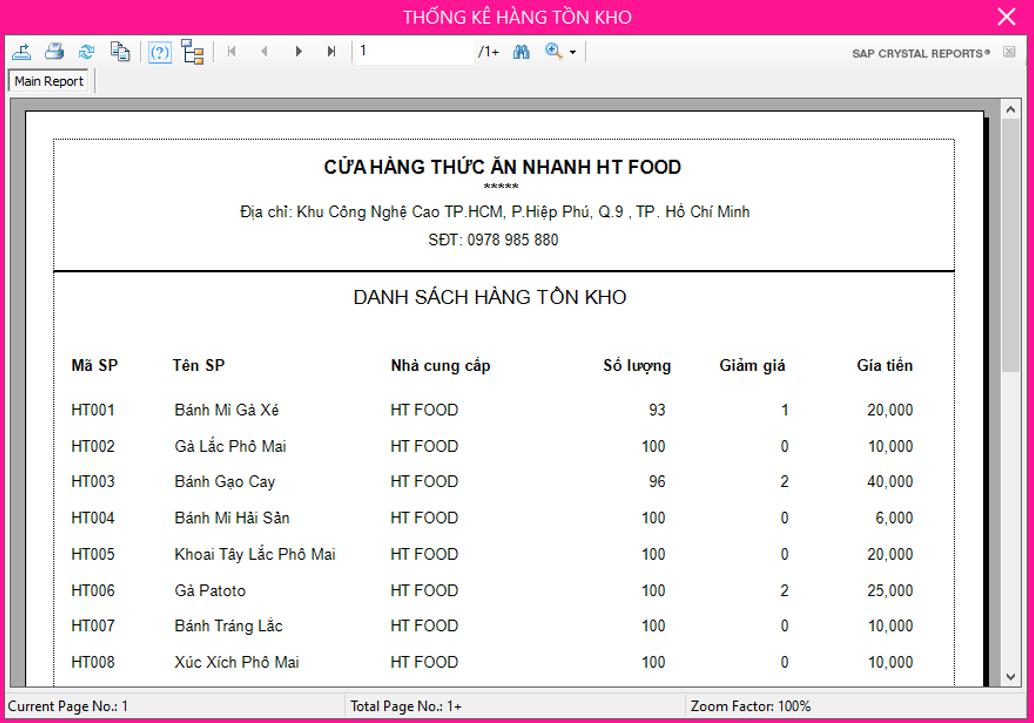 THỐNG KÊ HÀNG TỒN KHO
1 /1+ SAP CRYSTAL REPORTS®
Main Report
CỬA HÀNG THỨC ĂN NHANH HT FOOD
*****
Địa chỉ: Khu Công Nghệ Cao TP.HCM, P.Hiệp Phú, Q.9 , TP. Hồ Chí Minh
SĐT: 0978 985 880
DANH SÁCH HÀNG TỒN KHO
Mã SP Tên SP Nhà cung cấp Số lượng Giảm giá Gía tiền
HT001 Bánh Mì Gà Xé HT FOOD 93 1 20,000
HT002 Gà Lắc Phô Mai HT FOOD 100 0 10,000
HT003 Bánh Gạo Cay HT FOOD 96 2 40,000
HT004 Bánh Mì Hải Sản HT FOOD 100 0 6,000
HT005 Khoai Tây Lắc Phô Mai HT FOOD 100 0 20,000
HT006 Gà Patoto HT FOOD 100 2 25,000
HT007 Bánh Tráng Lắc HT FOOD 100 0 10,000
HT008 Xúc Xích Phô Mai HT FOOD 100 0 10,000
Current Page No.: 1 Total Page No.: 1+ Zoom Factor: 100%